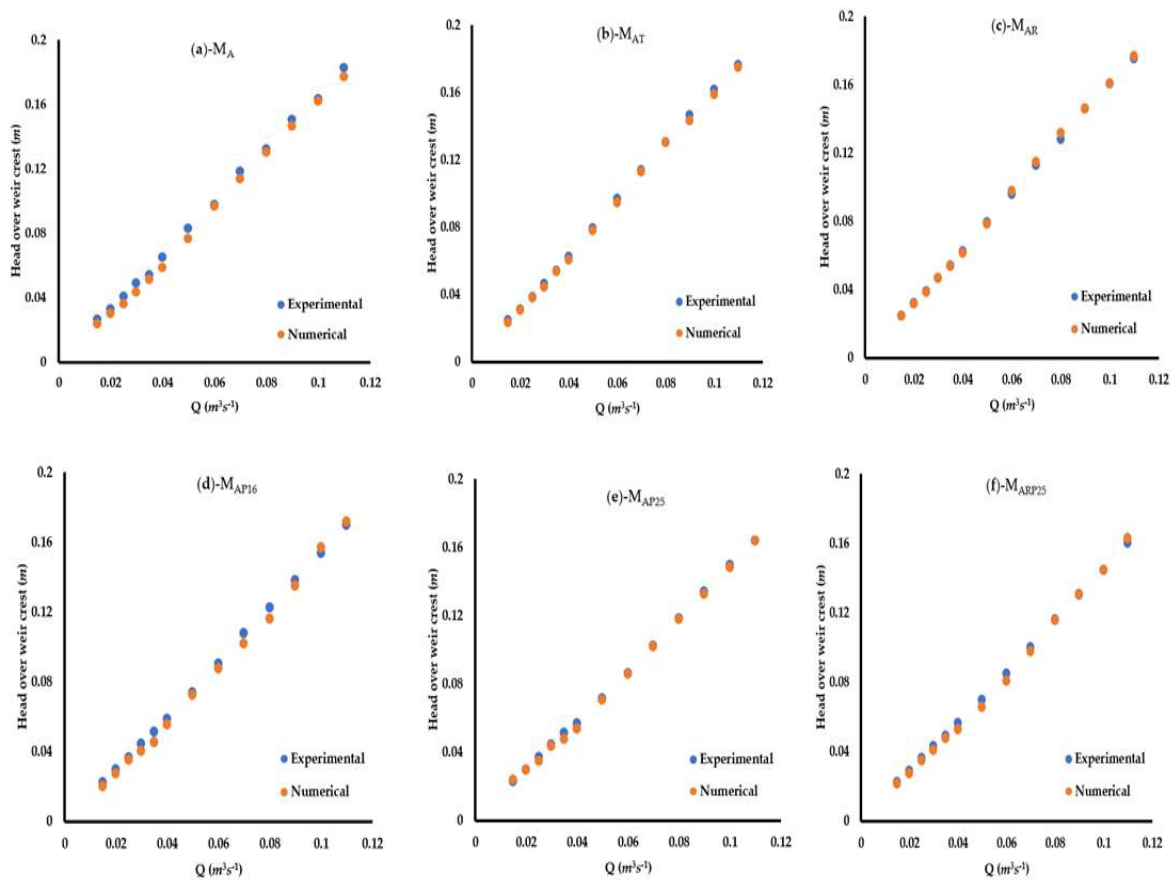 (a)-MA
0.2
0.16
0.12
0.08
0.04
0
Head over weir crest (m)
Experimental
Numerical
0 0.02 0.04 0.06 0.08 0.1 0.12
Q (m³s⁻¹)
(b)-MAT
0.2
0.16
0.12
0.08
0.04
0
Head over weir crest (m)
Experimental
Numerical
0 0.02 0.04 0.06 0.08 0.1 0.12
Q (m³s⁻¹)
(c)-MAR
0.2
0.16
0.12
0.08
0.04
0
Head over weir crest (m)
Experimental
Numerical
0 0.02 0.04 0.06 0.08 0.1 0.12
Q (m³s⁻¹)
(d)-MAP16
0.2
0.16
0.12
0.08
0.04
0
Head over weir crest (m)
Experimental
Numerical
0 0.02 0.04 0.06 0.08 0.1 0.12
Q (m³s⁻¹)
(e)-MAP25
0.2
0.16
0.12
0.08
0.04
0
Head over weir crest (m)
Experimental
Numerical
0 0.02 0.04 0.06 0.08 0.1 0.12
Q (m³s⁻¹)
(f)-MARP25
0.2
0.16
0.12
0.08
0.04
0
Head over weir crest (m)
Experimental
Numerical
0 0.02 0.04 0.06 0.08 0.1 0.12
Q (m³s⁻¹)